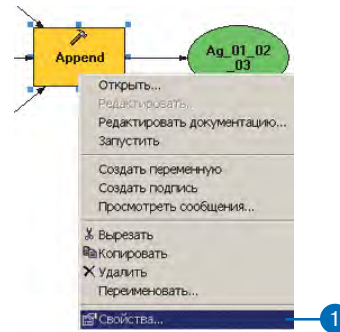 Append
Ag_01_02
_03
Открыть...
Редактировать...
Редактировать документацию...
Запустить
Создать переменную
Создать подпись
Просмотреть сообщения...
Вырезать
Копировать
Удалить
Переименовать...
Свойства...
1